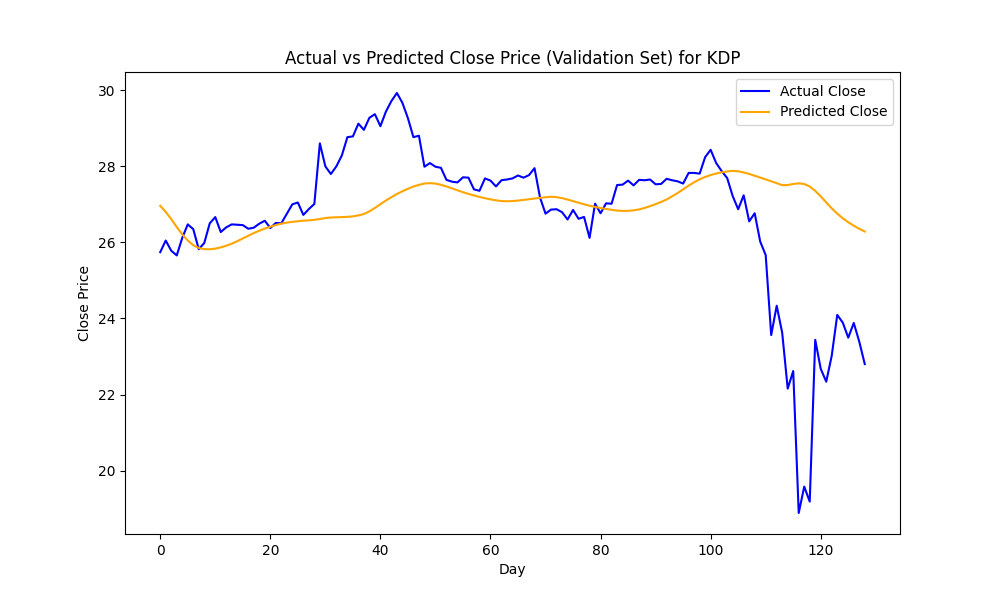 Actual vs Predicted Close Price (Validation Set) for KDP
Actual Close
Predicted Close
30
28
26
24
22
20
Close Price
0 20 40 60 80 100 120
Day